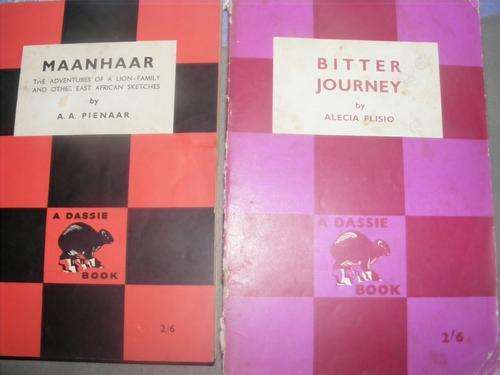 MAANHAAR
THE ADVENTURES OF A LION-FAMILY
AND OTHER EAST AFRICAN SKETCHES
by
A. A. PIENAAR
A DASSIE
BOOK
2/6
BITTER
JOURNEY
by
ALECIA FLISIO
A DASSIE
BOOK
2/6